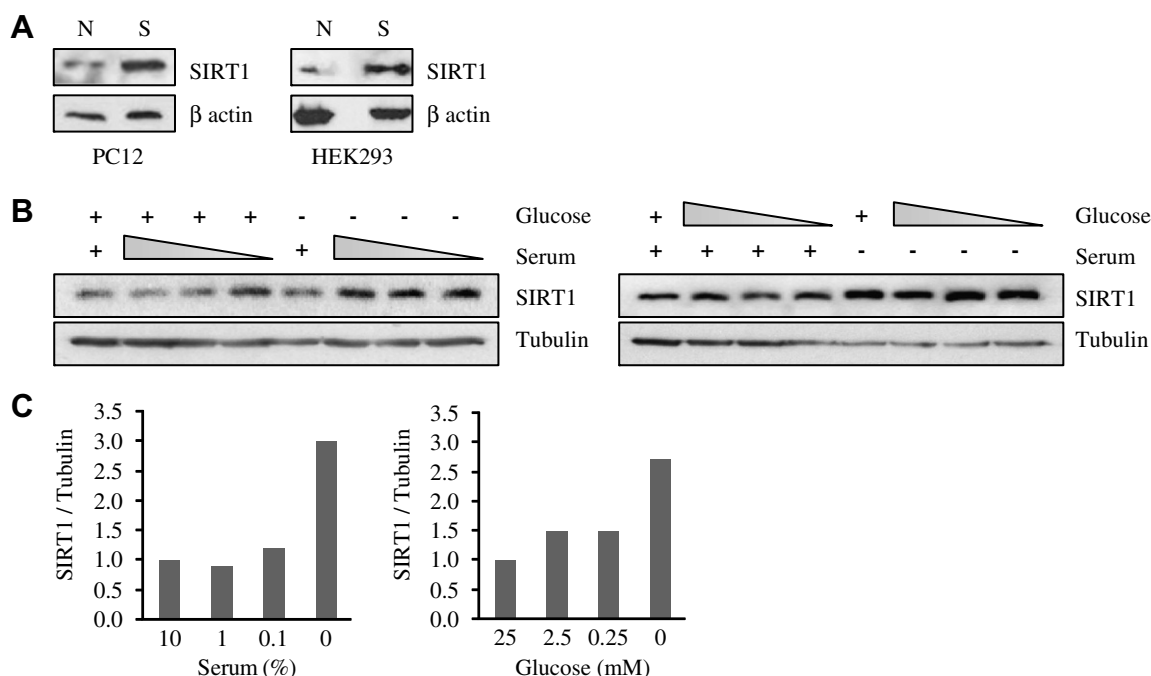 A
N S
SIRT1
β actin
PC12
N S
SIRT1
β actin
HEK293
B
+ + + + - - - - Glucose
+ + Serum
SIRT1
Tubulin
+ + Glucose
+ + + + - - - - Serum
SIRT1
Tubulin
C
SIRT1 / Tubulin
3.5
3.0
2.5
2.0
1.5
1.0
0.5
0.0
10 1 0.1 0
Serum (%)
SIRT1 / Tubulin
3.5
3.0
2.5
2.0
1.5
1.0
0.5
0.0
25 2.5 0.25 0
Glucose (mM)